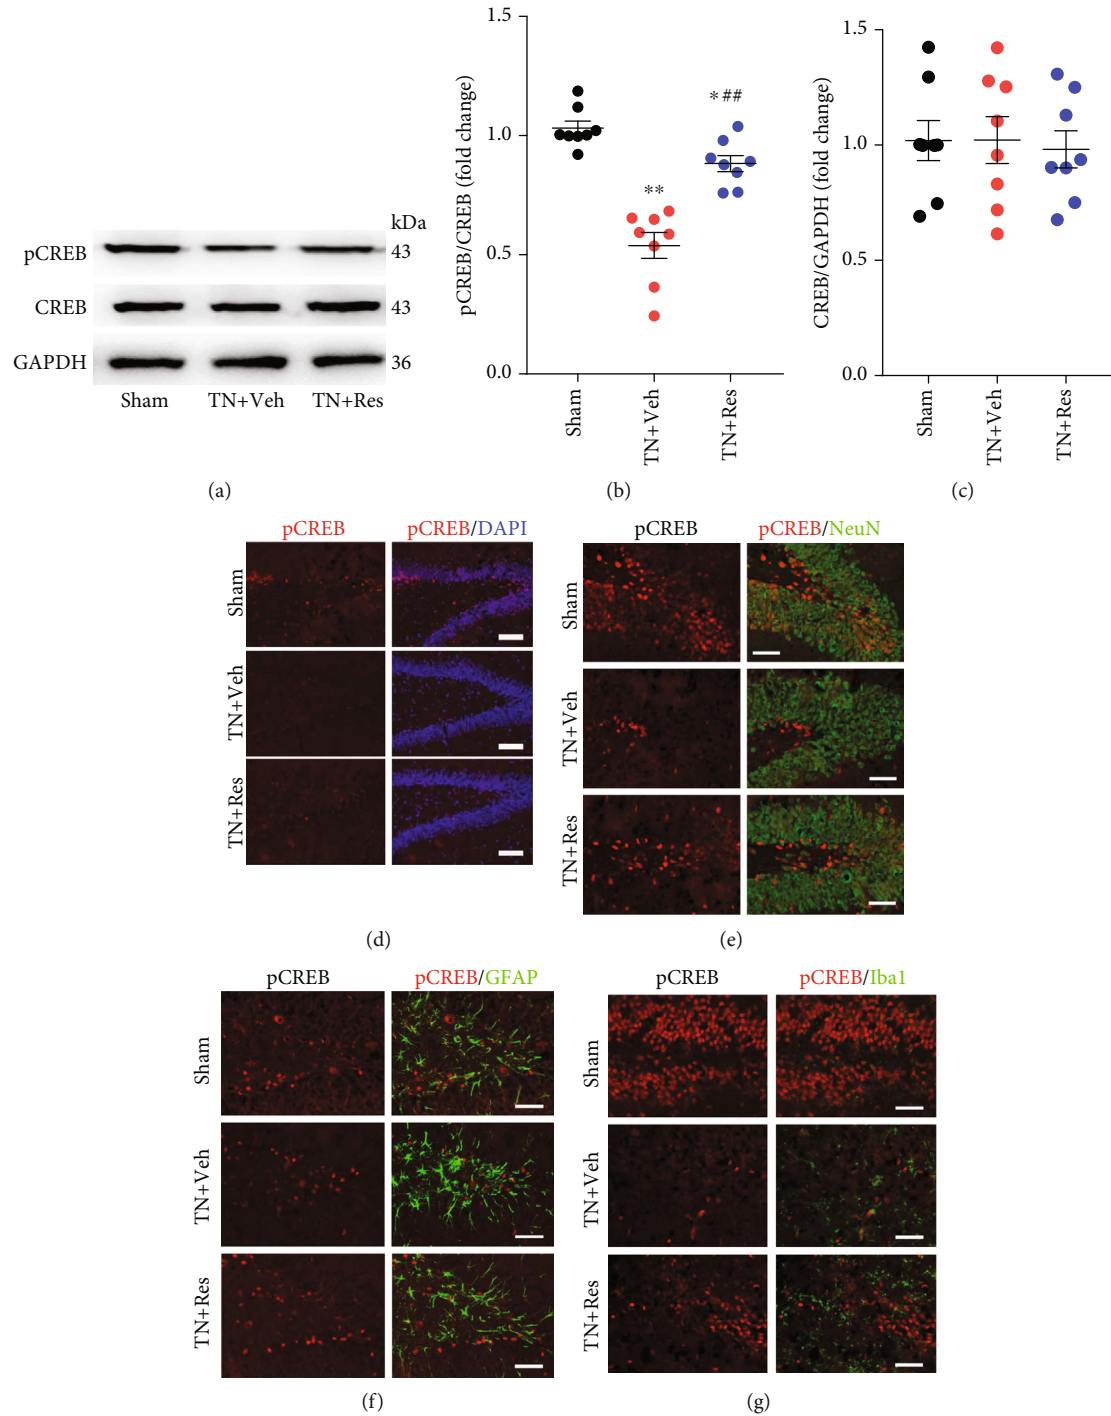 kDa
pCREB 43
CREB 43
GAPDH 36
Sham TN+Veh TN+Res
(a)
pCREB/CREB (fold change)
1.5
1.0
0.5
0.0
**
* ##
Sham
TN+Veh
TN+Res
(b)
CREB/GAPDH (fold change)
1.5
1.0
0.5
0.0
Sham
TN+Veh
TN+Res
(c)
pCREB pCREB/DAPI
Sham
TN+Veh
TN+Res
(d)
pCREB pCREB/NeuN
Sham
TN+Veh
TN+Res
(e)
pCREB pCREB/GFAP
Sham
TN+Veh
TN+Res
(f)
pCREB pCREB/Iba1
Sham
TN+Veh
TN+Res
(g)